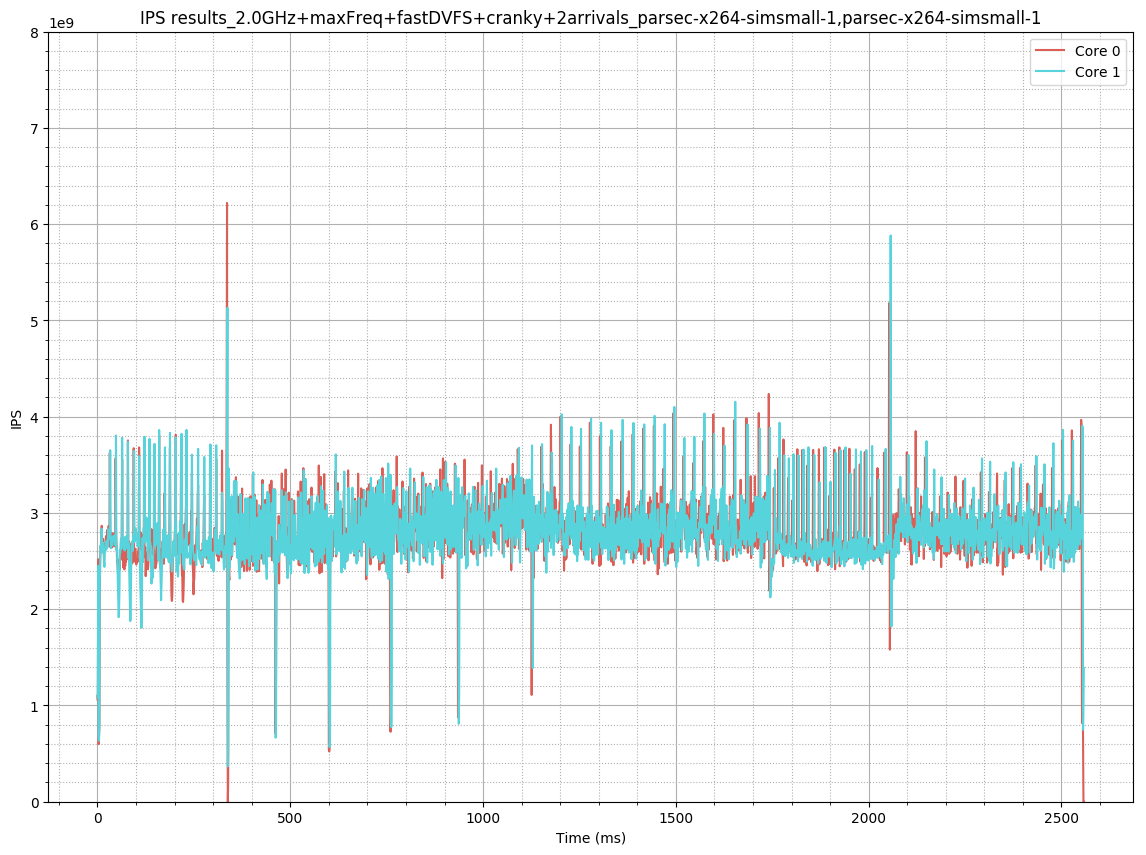 IPS results_2.0GHz+maxFreq+fastDVFS+cranky+2arrivals_parsec-x264-simsmall-1,parsec-x264-simsmall-1
1e9
8
7
6
5
4
3
2
1
0
IPS
Core 0
Core 1
0
500
1000
1500
2000
2500
Time (ms)